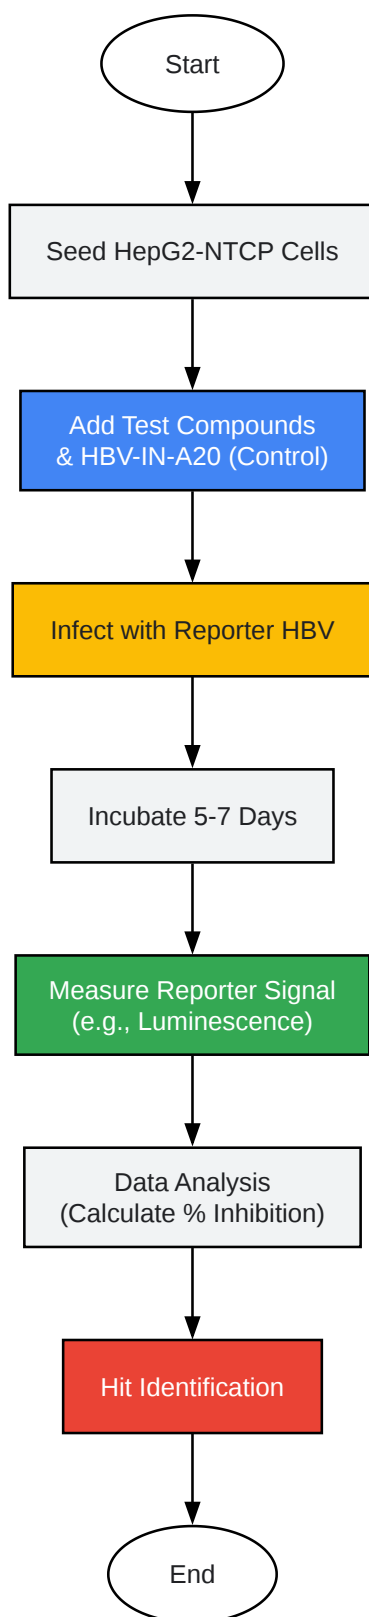 Start
Seed HepG2-NTCP Cells
Add Test Compounds
& HBV-IN-A20 (Control)
Infect with Reporter HBV
Incubate 5-7 Days
Measure Reporter Signal
(e.g., Luminescence)
Data Analysis
(Calculate % Inhibition)
Hit Identification
End